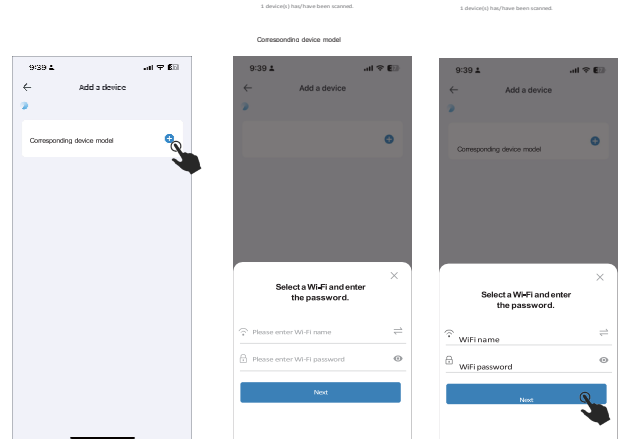 1 device(s) has/have been scanned.
1 device(s) has/have been scanned.
Corresponding device model
9:39
Add a device
Corresponding device model
9:39
Add a device
Select a Wi-Fi and enter
the password.
Please enter Wi-Fi name
Please enter Wi-Fi password
Next
9:39
Add a device
Corresponding device model
Select a Wi-Fi and enter
the password.
WiFi name
WiFi password
Next